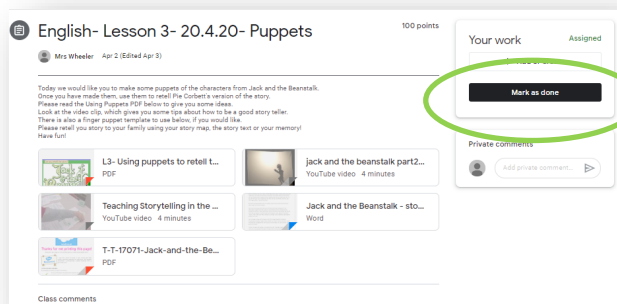 English- Lesson 3- 20.4.20- Puppets
100 points
Mrs Wheeler Apr 2 (Edited Apr 3)
Today we would like you to make some puppets of the characters from Jack and the Beanstalk.
Once you have made them, use them to retell Pie Corbett's version of the story.
Please read the Using Puppets PDF below to give you some ideas.
Look at the video clip, which gives you some tips about how to be a good story teller.
There is also a finger puppet template to use below, if you would like.
Please retell you story to your family using your story map, the story text or your memory!
Have fun!
L3- Using puppets to retell t...
PDF
jack and the beanstalk part2...
YouTube video 4 minutes
Teaching Storytelling in the ...
YouTube video 4 minutes
Jack and the Beanstalk - sto...
Word
T-T-17071-Jack-and-the-Be...
PDF
Class comments
Your work
Assigned
Mark as done
Private comments
Add private comment...